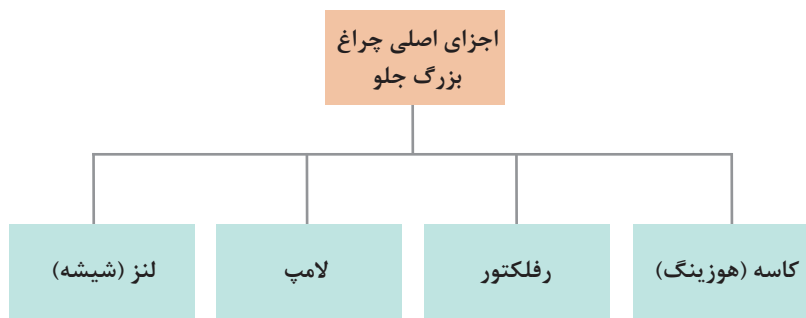 اجزای اصلی چراغ
بزرگ جلو
کاسه (هوزینگ)
رفلکتور
لامپ
لنز (شیشه)